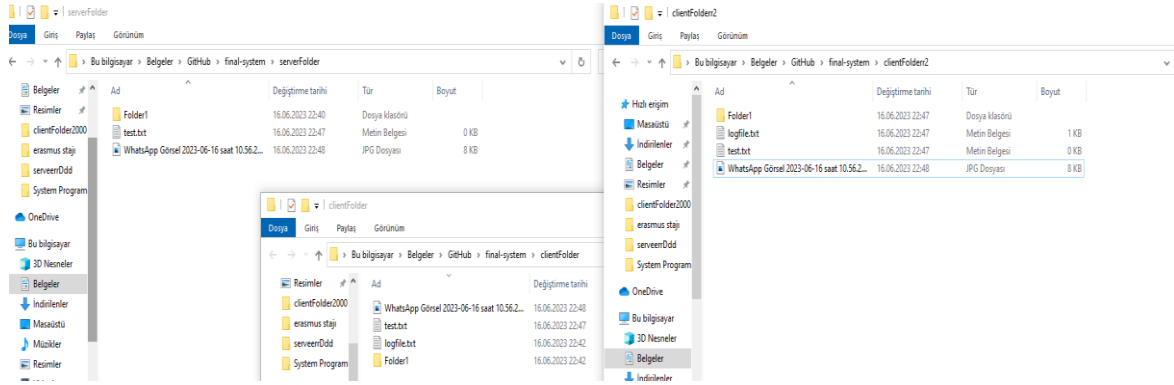 serverFolder
Dosya Giriş Paylaş Görünüm
Bu bilgisayar > Belgeler > GitHub > final-system > serverFolder
Ad Değiştirme tarihi Tür Boyut
Belgeler
Resimler
clientFolder2000
erasmus stajı
serveerrDdd
System Program
OneDrive
Bu bilgisayar
3D Nesneler
Belgeler
İndirilenler
Masaüstü
Müzikler
Resimler
Folder1 16.06.2023 22:40 Dosya klasörü
test.txt 16.06.2023 22:47 Metin Belgesi 0 KB
WhatsApp Görsel 2023-06-16 saat 10.56.2... 16.06.2023 22:48 JPG Dosyası 8 KB
clientFolder
Dosya Giriş Paylaş Görünüm
Bu bilgisayar > Belgeler > GitHub > final-system > clientFolder
Ad Değiştirme tarihi
Resimler
clientFolder2000
erasmus stajı
serveerrDdd
System Program
WhatsApp Görsel 2023-06-16 saat 10.56.2... 16.06.2023 22:48
test.txt 16.06.2023 22:47
logfile.txt 16.06.2023 22:42
Folder1 16.06.2023 22:42
clientFolderr2
Dosya Giriş Paylaş Görünüm
Bu bilgisayar > Belgeler > GitHub > final-system > clientFolderr2
Ad Değiştirme tarihi Tür Boyut
Hızlı erişim
Masaüstü
İndirilenler
Belgeler
Resimler
clientFolder2000
erasmus stajı
serveerrDdd
System Program
OneDrive
Bu bilgisayar
3D Nesneler
Belgeler
İndirilenler
Folder1 16.06.2023 22:47 Dosya klasörü
logfile.txt 16.06.2023 22:47 Metin Belgesi 1 KB
test.txt 16.06.2023 22:47 Metin Belgesi 0 KB
WhatsApp Görsel 2023-06-16 saat 10.56.2... 16.06.2023 22:48 JPG Dosyası 8 KB